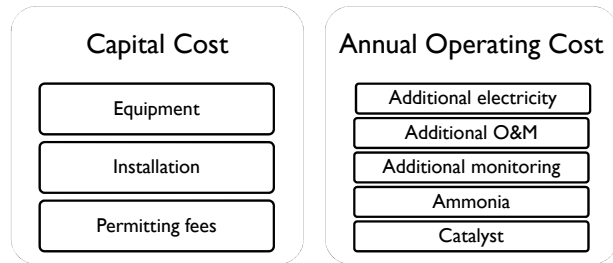 Capital Cost
Equipment
Installation
Permitting fees
Annual Operating Cost
Additional electricity
Additional O&M
Additional monitoring
Ammonia
Catalyst